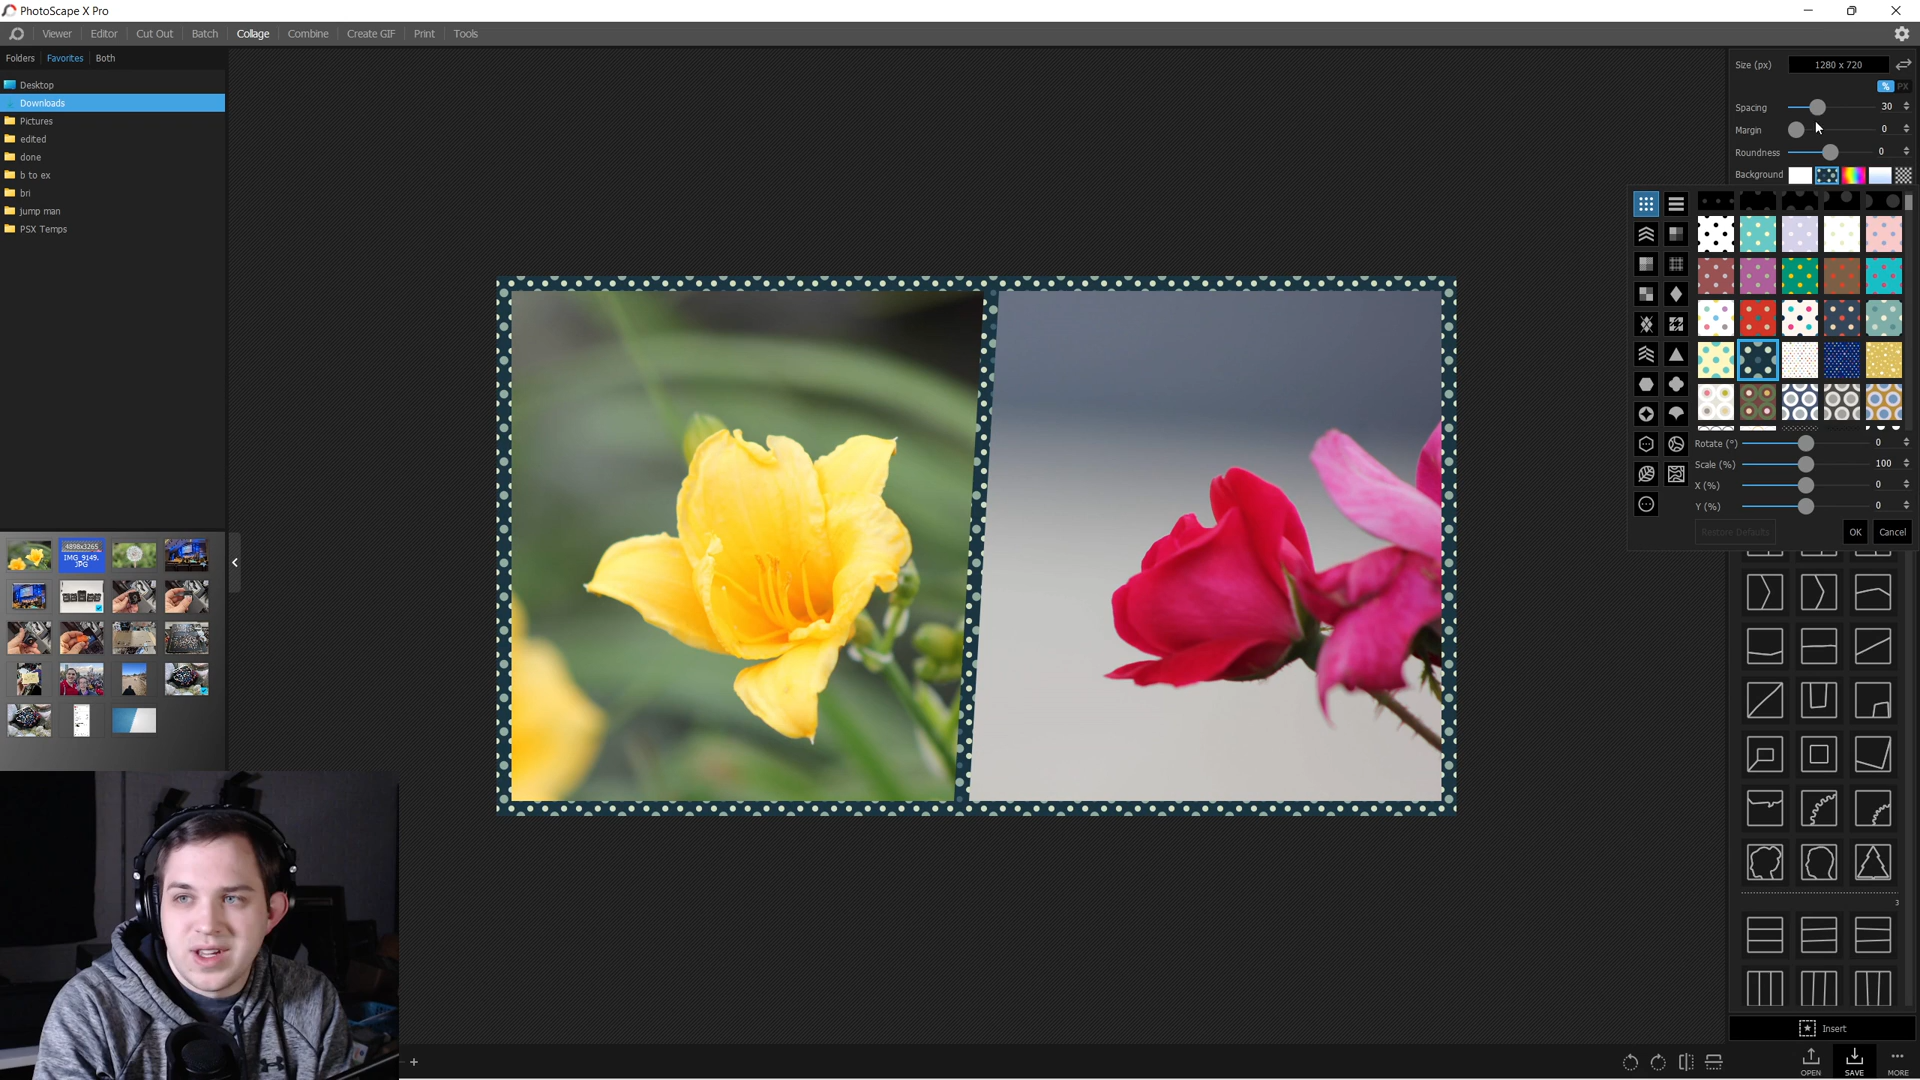 PhotoScape X Pro
Viewer
Editor
Cut Out
Batch
Collage
Combine
Create GIF
Print
Tools
Folders
Favorites
Both
Desktop
Downloads
Pictures
edited
done
b to ex
bri
jump man
PSX Temps
4898x3265
IMG_9149.
JPG
Size (px)
1280 x 720
%
PX
Spacing
30
Margin
0
Roundness
0
Background
Rotate (°)
0
Scale (%)
100
X (%)
0
Y (%)
0
Restore Defaults
OK
Cancel
3
Insert
+
OPEN
SAVE
MORE